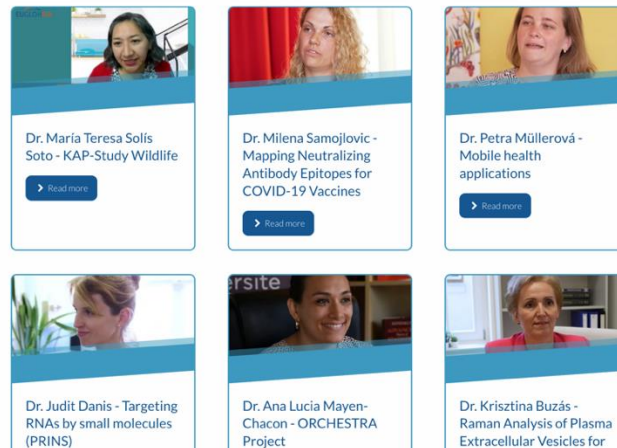 Dr. María Teresa Solís
Soto - KAP-Study Wildlife
Read more
Dr. Milena Samojlovic -
Mapping Neutralizing
Antibody Epitopes for
COVID-19 Vaccines
Read more
Dr. Petra Müllerová -
Mobile health
applications
Read more
ersite
Dr. Judit Danis - Targeting
RNAs by small molecules
(PRINS)
Dr. Ana Lucia Mayen-
Chacon - ORCHESTRA
Project
Dr. Krisztina Buzás -
Raman Analysis of Plasma
Extracellular Vesicles for